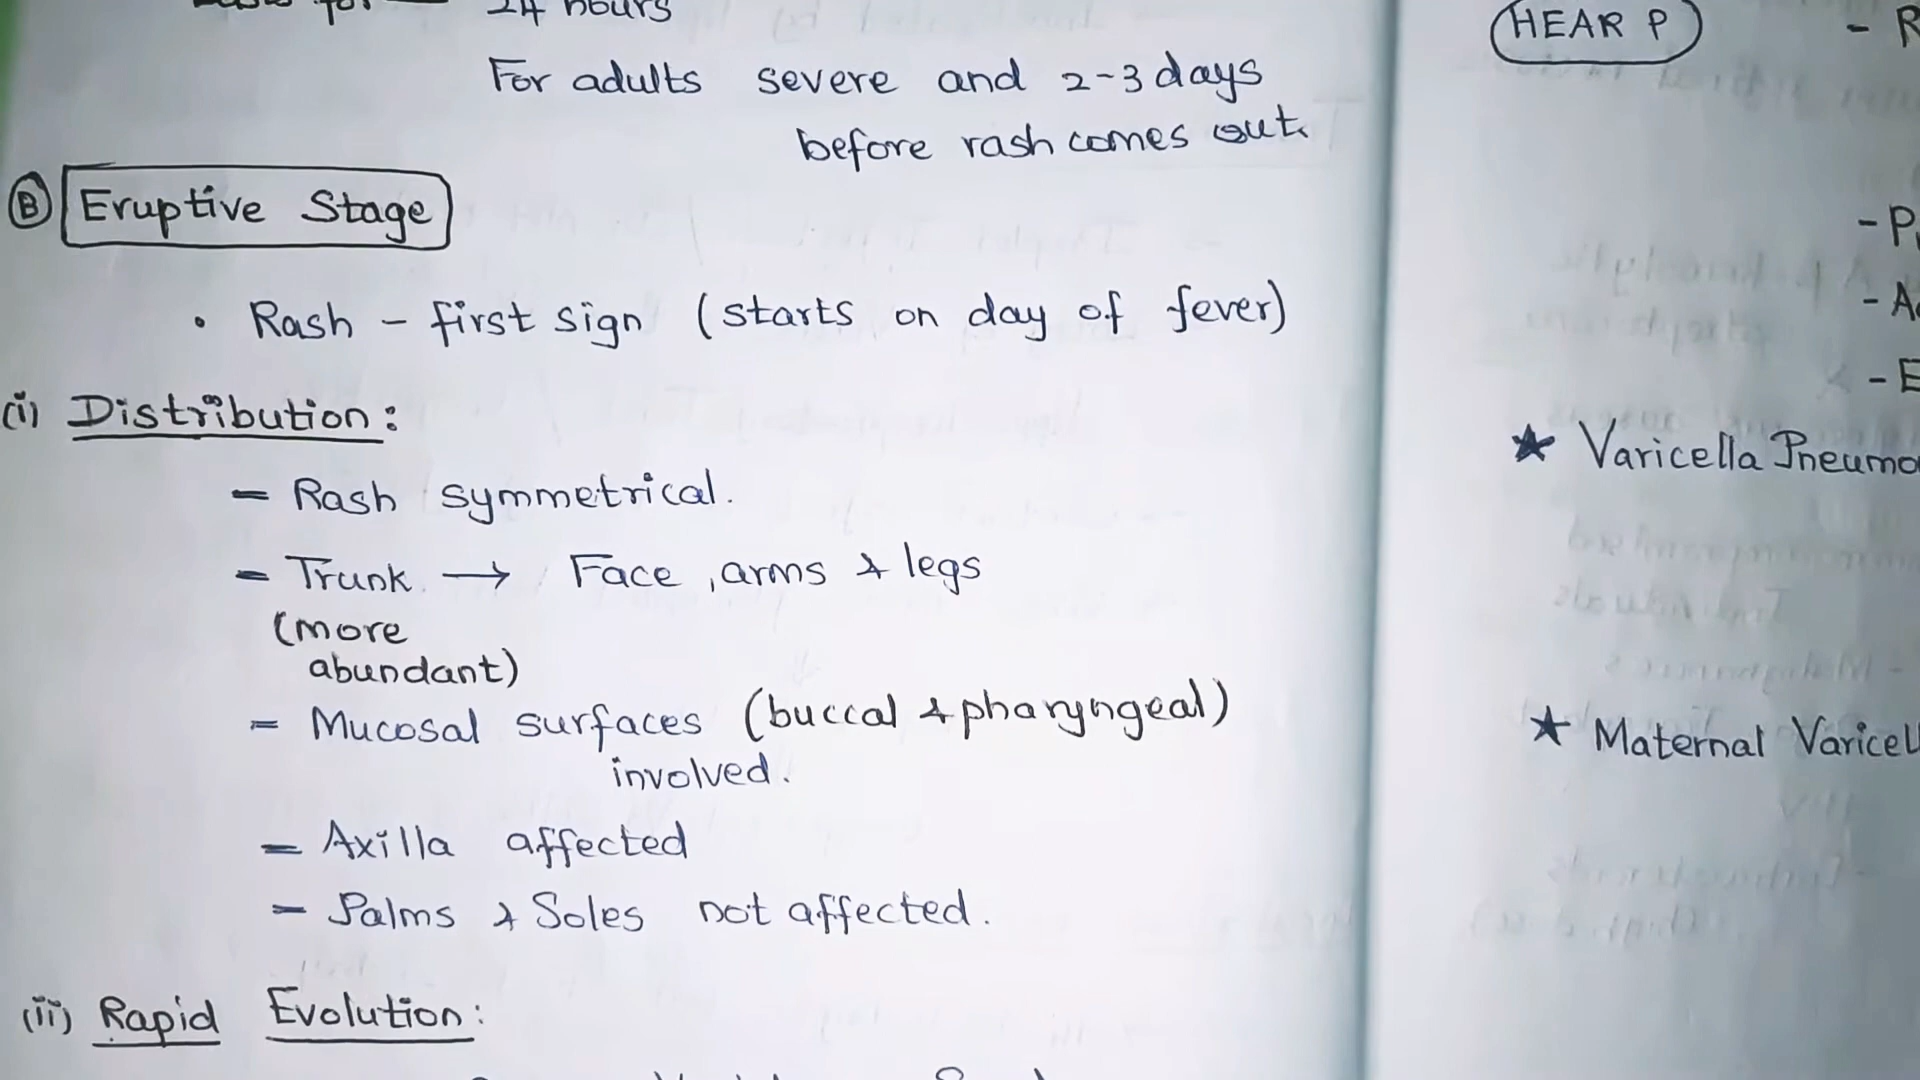 24 hours
For adults severe and 2-3 days
before rash comes out.
(B) Eruptive Stage
• Rash - first sign (starts on day of fever)
(i) Distribution:
- Rash symmetrical.
- Trunk → Face, arms & legs
(more
abundant)
- Mucosal surfaces (buccal & pharyngeal)
involved.
- Axilla affected
- Palms & Soles not affected.
(ii) Rapid Evolution:
HEAR P
★ Varicella
★ Maternal